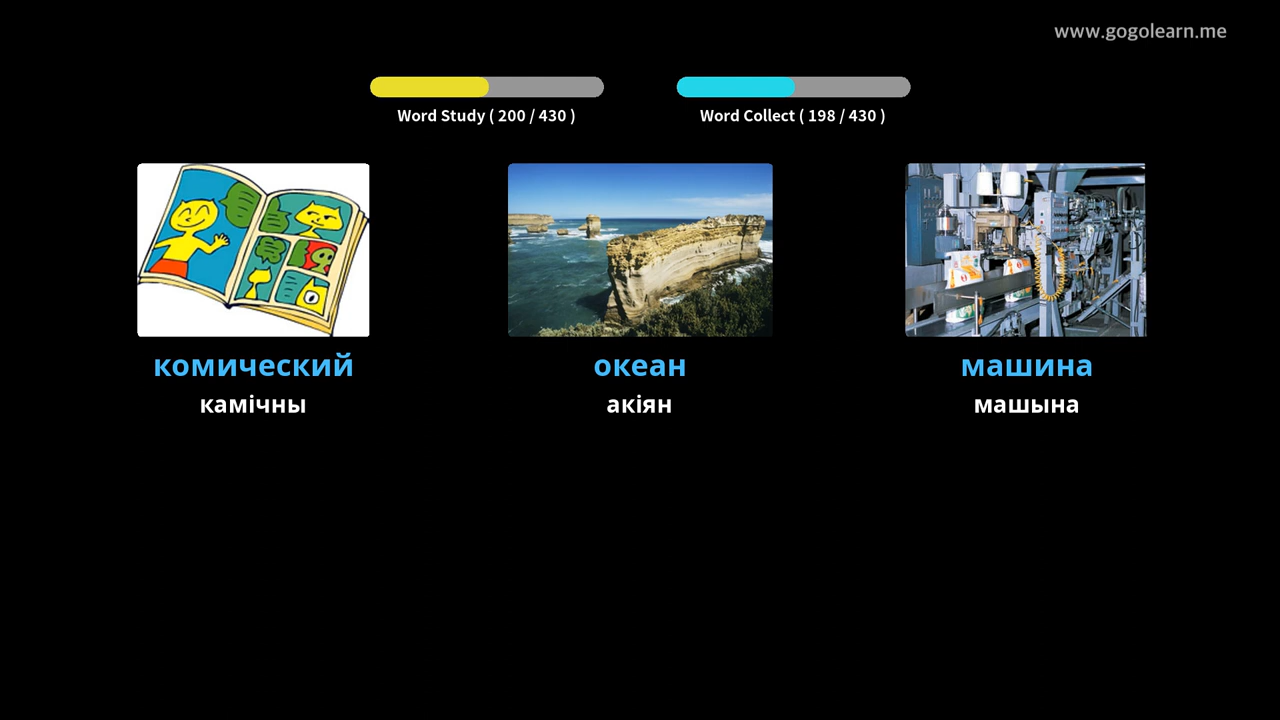 www.gogolearn.me
Word Study ( 200 / 430 )
Word Collect ( 198 / 430 )
комический
океан
машина
камічны
акіян
машына